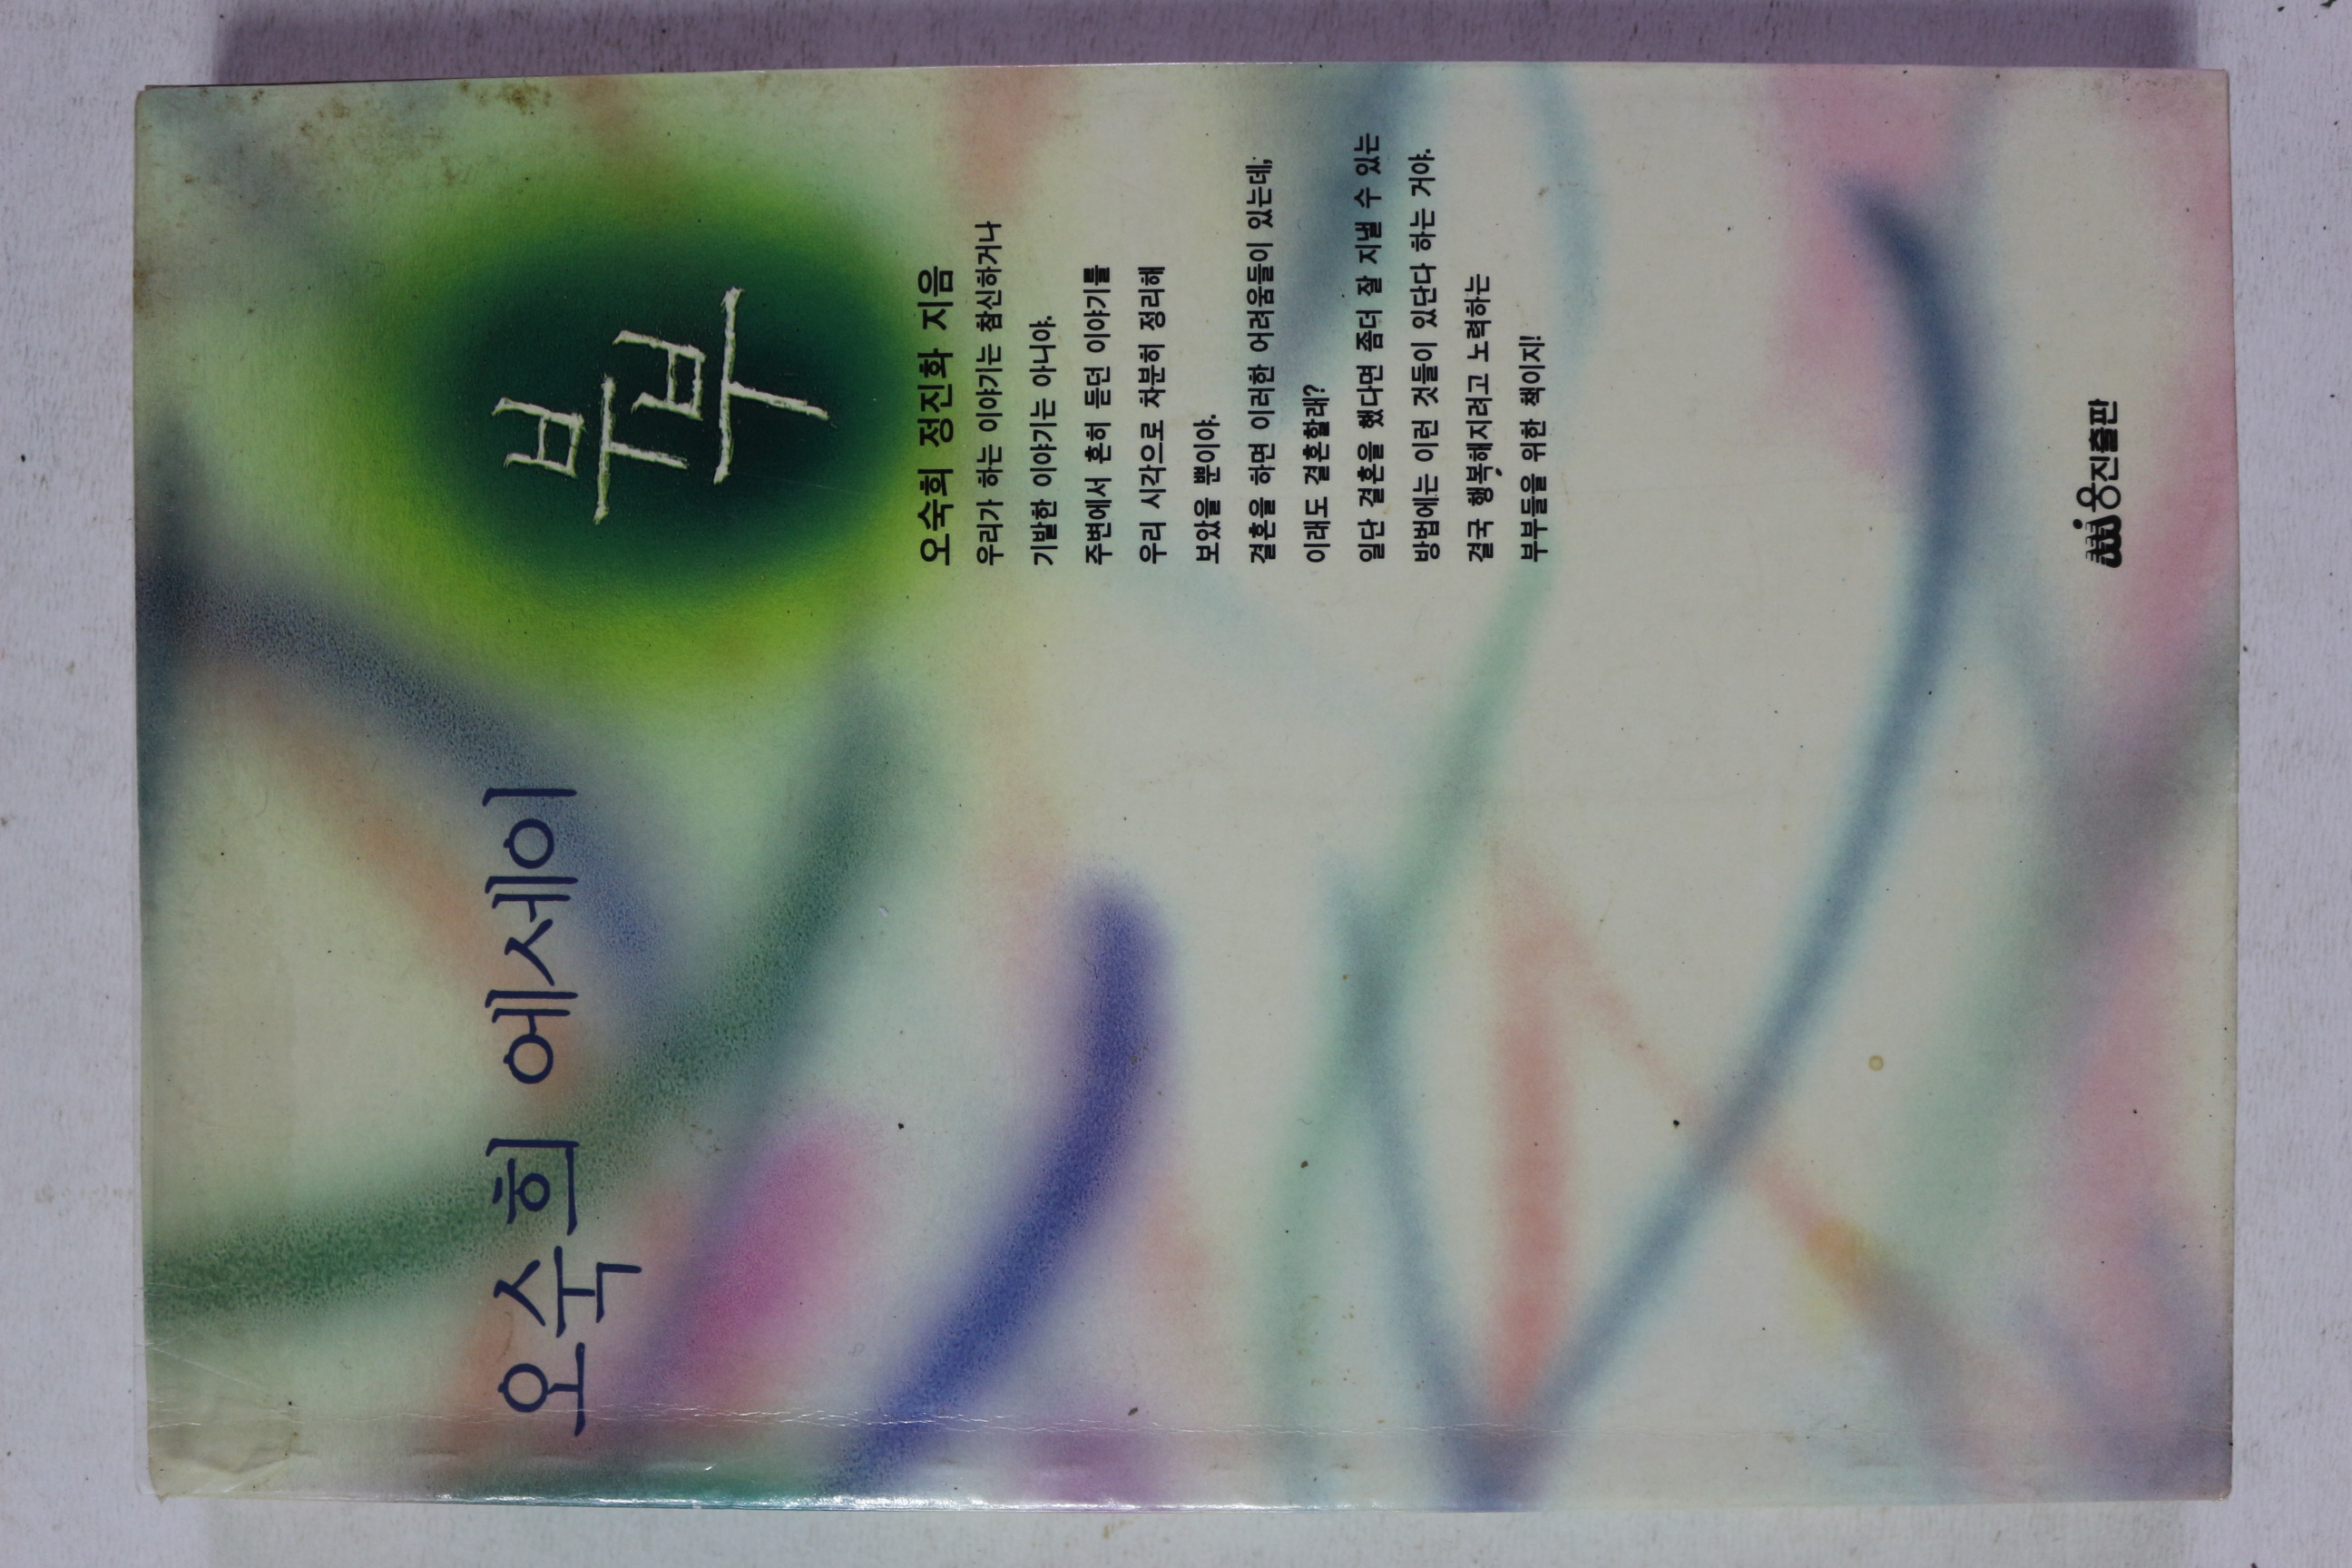 오숙희 에세이
부부
오숙희 정진화 지음
우리가 하는 이야기는 참신하거나
기발한 이야기는 아니야.
주변에서 흔히 듣던 이야기를
우리 시각으로 차분히 정리해
보았을 뿐이야.
결혼을 하면 이러한 어려움들이 있는데;
이래도 결혼할래?
일단 결혼을 했다면 좀더 잘 지낼 수 있는
방법에는 이런 것들이 있단다 하는 거야.
결국 행복해지려고 노력하는
부부들을 위한 책이지!
웅진출판